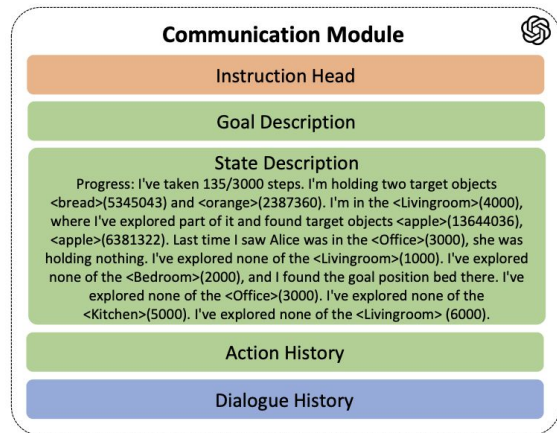 Communication Module
Instruction Head
Goal Description
State Description
Progress: I've taken 135/3000 steps. I'm holding two target objects
<bread>(5345043) and <orange>(2387360). I'm in the <Livingroom>(4000),
where I've explored part of it and found target objects <apple>(13644036),
<apple>(6381322). Last time I saw Alice was in the <Office>(3000), she was
holding nothing. I've explored none of the <Livingroom>(1000). I've explored
none of the <Bedroom>(2000), and I found the goal position bed there. I've
explored none of the <Office>(3000). I've explored none of the
<Kitchen>(5000). I've explored none of the <Livingroom> (6000).
Action History
Dialogue History